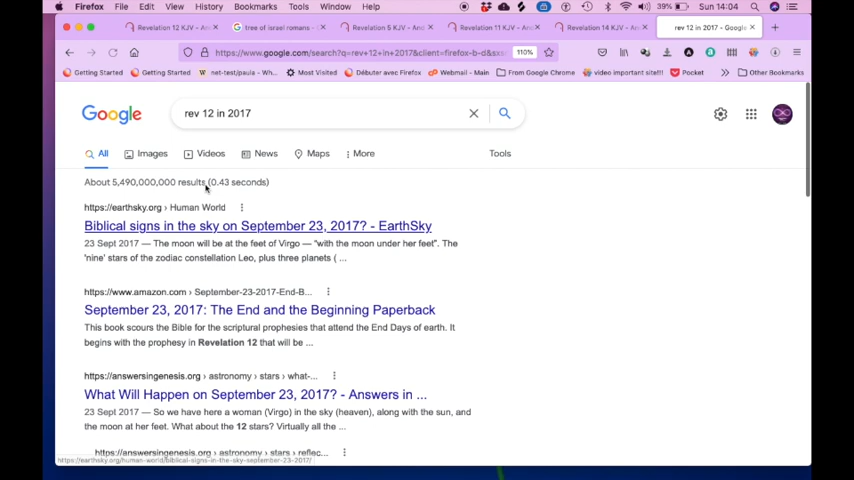 Firefox File Edit View History Bookmarks Tools Window Help 39% Sun 14:04
Revelation 12 KJV - An tree of israel romans - Revelation 5 KJV - And Revelation 11 KJV - An Revelation 14 KJV - An rev 12 in 2017 - Google
https://www.google.com/search?q=rev+12+in+2017&client=firefox-b-d&sxs 110%
Getting Started Getting Started net-test/paula - Wh... Most Visited Débuter avec Firefox Webmail - Main From Google Chrome video important site!!! Pocket Other Bookmarks
Google rev 12 in 2017
All Images Videos News Maps More Tools
About 5,490,000,000 results (0.43 seconds)
https://earthsky.org › Human World
Biblical signs in the sky on September 23, 2017? - EarthSky
23 Sept 2017 — The moon will be at the feet of Virgo — "with the moon under her feet". The
'nine' stars of the zodiac constellation Leo, plus three planets ( ...
https://www.amazon.com › September-23-2017-End-B...
September 23, 2017: The End and the Beginning Paperback
This book scours the Bible for the scriptural prophesies that attend the End Days of earth. It
begins with the prophesy in Revelation 12 that will be ...
https://answersingenesis.org › astronomy › stars › what-...
What Will Happen on September 23, 2017? - Answers in ...
23 Sept 2017 — So we have here a woman (Virgo) in the sky (heaven), along with the sun, and
the moon at her feet. What about the 12 stars? Virtually all the ...
https://answersingenesis.org › astronomy › stars › reflec...
https://earthsky.org/human-world/biblical-signs-in-the-sky-september-23-2017/